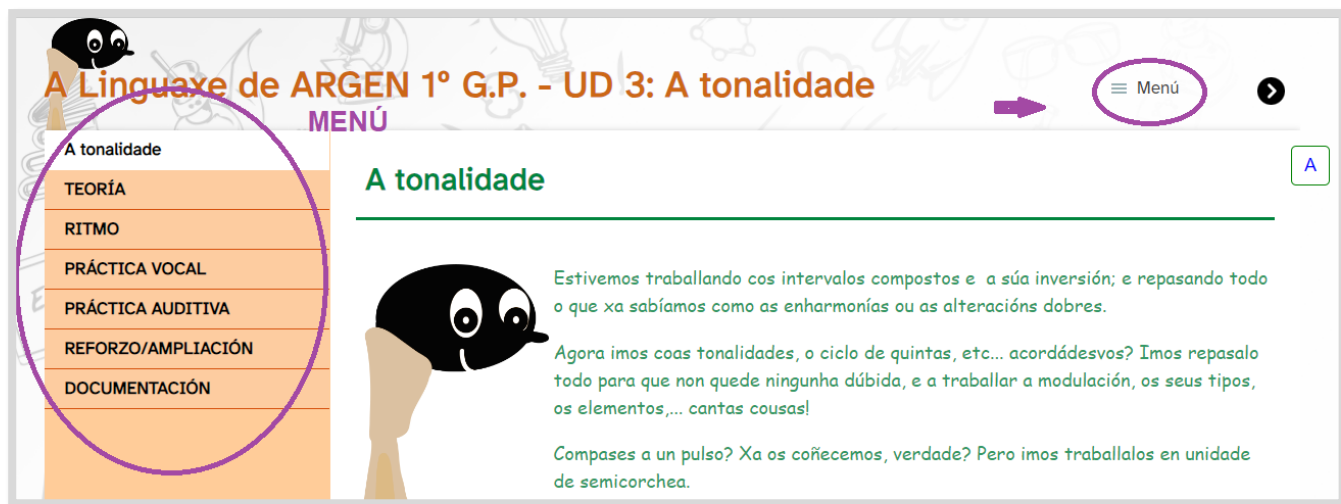 A Linguaxe de ARGEN 1º G.P. - UD 3: A tonalidade
Menú
MENÚ
A tonalidade
TEORÍA
RITMO
PRÁCTICA VOCAL
PRÁCTICA AUDITIVA
REFORZO/AMPLIACIÓN
DOCUMENTACIÓN
A tonalidade
A
Estivemos traballando cos intervalos compostos e a súa inversión; e repasando todo
o que xa sabíamos como as enharmonías ou as alteracións dobres.
Agora imos coas tonalidades, o ciclo de quintas, etc... acordádesvos? Imos repasalo
todo para que non quede ningunha dúbida, e a traballar a modulación, os seus tipos,
os elementos,... cantas cousas!
Compases a un pulso? Xa os coñecemos, verdade? Pero imos traballalos en unidade
de semicorchea.